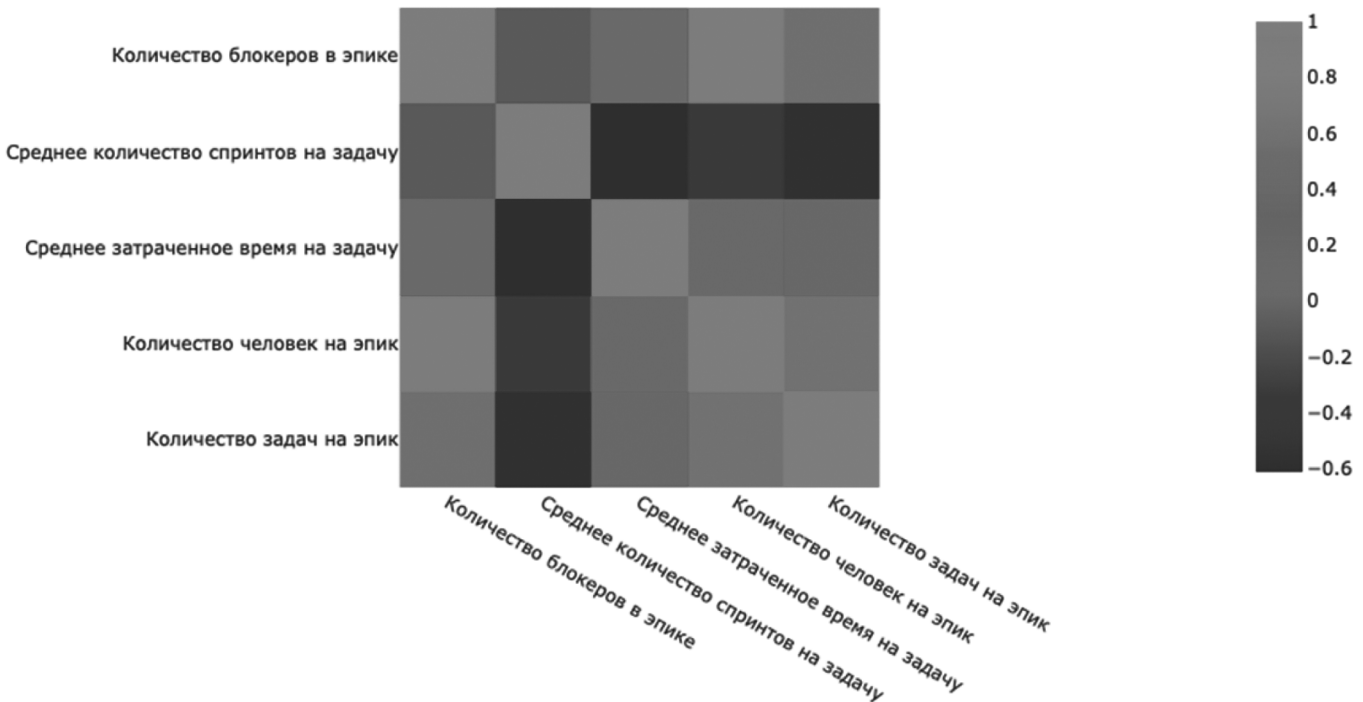 Количество блокеров в эпике
Среднее количество спринтов на задачу
Среднее затраченное время на задачу
Количество человек на эпик
Количество задач на эпик
Количество блокеров в эпике
Среднее количество спринтов на задачу
Среднее затраченное время на задачу
Количество человек на эпик
Количество задач на эпик
1
0.8
0.6
0.4
0.2
0
−0.2
−0.4
−0.6